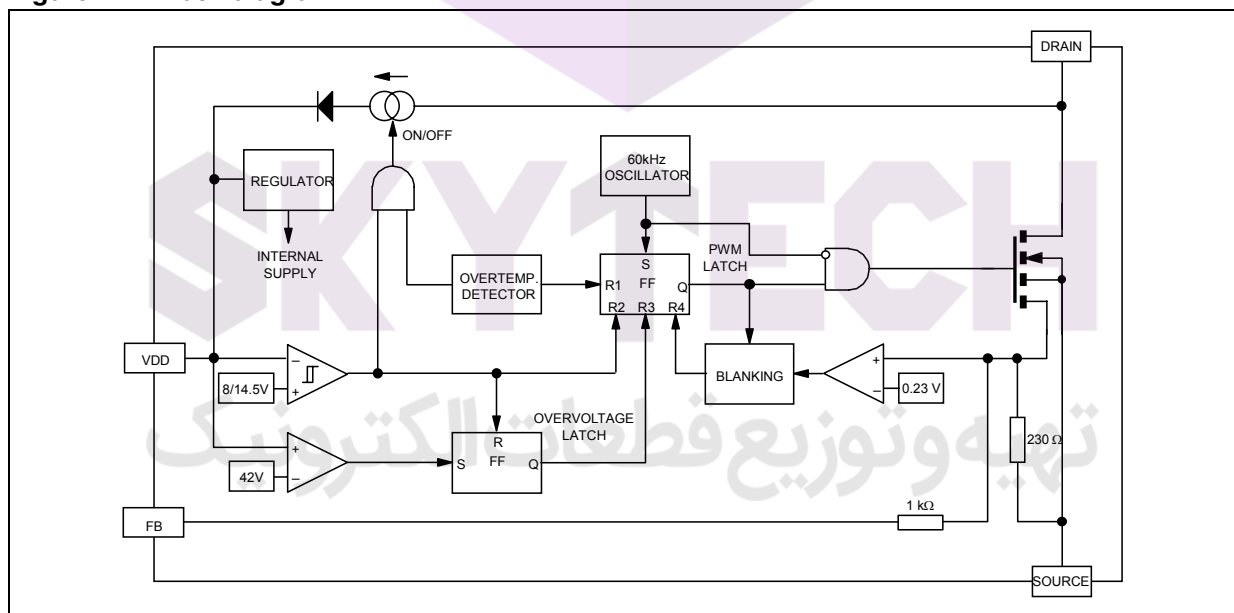 DRAIN
ON/OFF
60kHz
OSCILLATOR
REGULATOR
INTERNAL
SUPPLY
PWM
LATCH
OVERTEMP.
DETECTOR
S
FF
R1
Q
R2 R3 R4
VDD
8/14.5V
−
+
BLANKING
+
−
0.23 V
OVERVOLTAGE
LATCH
230 Ω
R
FF
S
Q
42V
+
−
1 kΩ
FB
SOURCE
SKYTECH
تهیه و توزیع قطعات الکترونیک